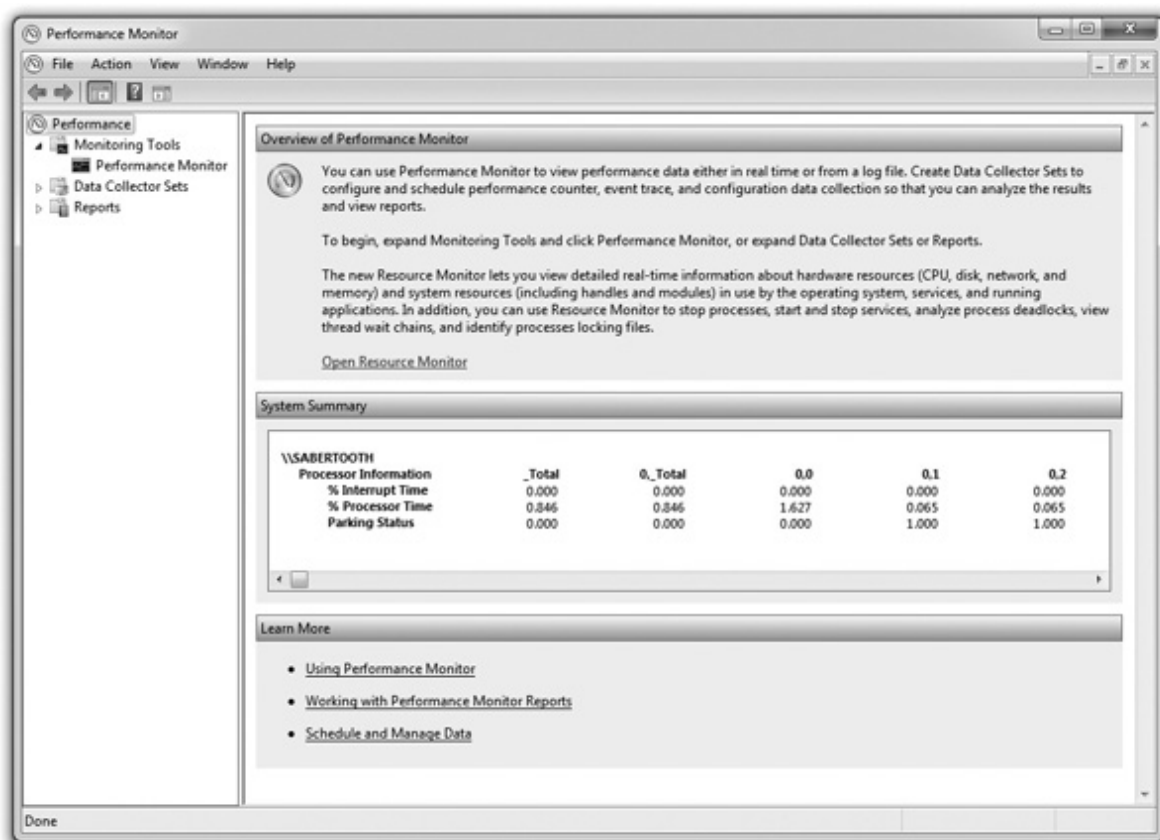 Performance Monitor
File Action View Window Help
Performance
Monitoring Tools
Performance Monitor
Data Collector Sets
Reports
Overview of Performance Monitor
You can use Performance Monitor to view performance data either in real time or from a log file. Create Data Collector Sets to
configure and schedule performance counter, event trace, and configuration data collection so that you can analyze the results
and view reports.
To begin, expand Monitoring Tools and click Performance Monitor, or expand Data Collector Sets or Reports.
The new Resource Monitor lets you view detailed real-time information about hardware resources (CPU, disk, network, and
memory) and system resources (including handles and modules) in use by the operating system, services, and running
applications. In addition, you can use Resource Monitor to stop processes, start and stop services, analyze process deadlocks, view
thread wait chains, and identify processes locking files.
Open Resource Monitor
System Summary
\\SABERTOOTH
Processor Information _Total 0,_Total 0,0 0,1 0,2
% Interrupt Time 0.000 0.000 0.000 0.000 0.000
% Processor Time 0.846 0.846 1.627 0.065 0.065
Parking Status 0.000 0.000 0.000 1.000 1.000
Learn More
• Using Performance Monitor
• Working with Performance Monitor Reports
• Schedule and Manage Data
Done